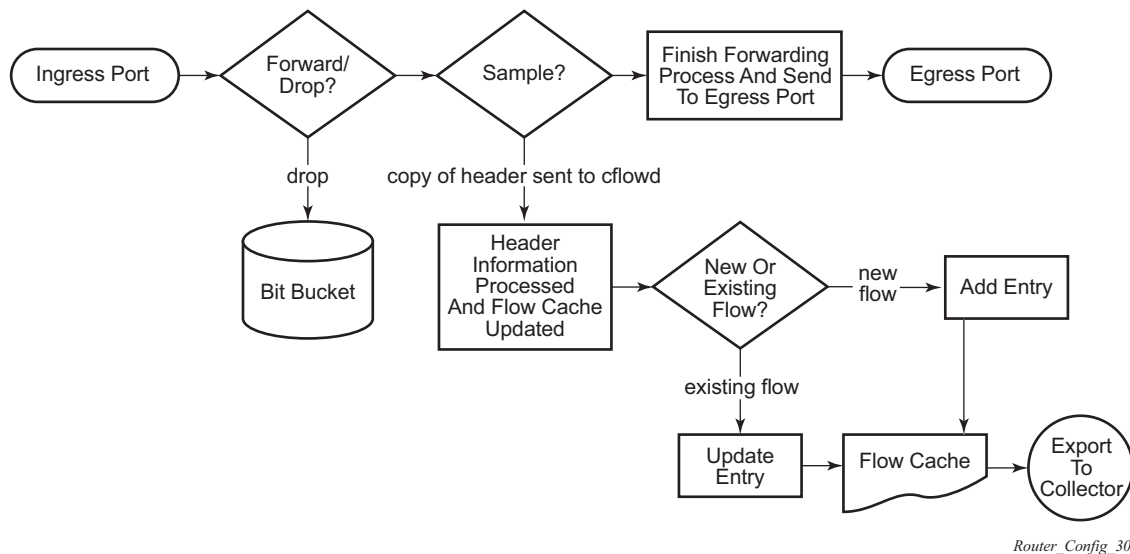 Ingress Port
Forward/
Drop?
Sample?
Finish Forwarding
Process And Send
To Egress Port
Egress Port
drop
copy of header sent to cflowd
Bit Bucket
Header
Information
Processed
And Flow Cache
Updated
New Or
Existing
Flow?
new
flow
Add Entry
existing flow
Update
Entry
Flow Cache
Export
To
Collector
Router_Config_30